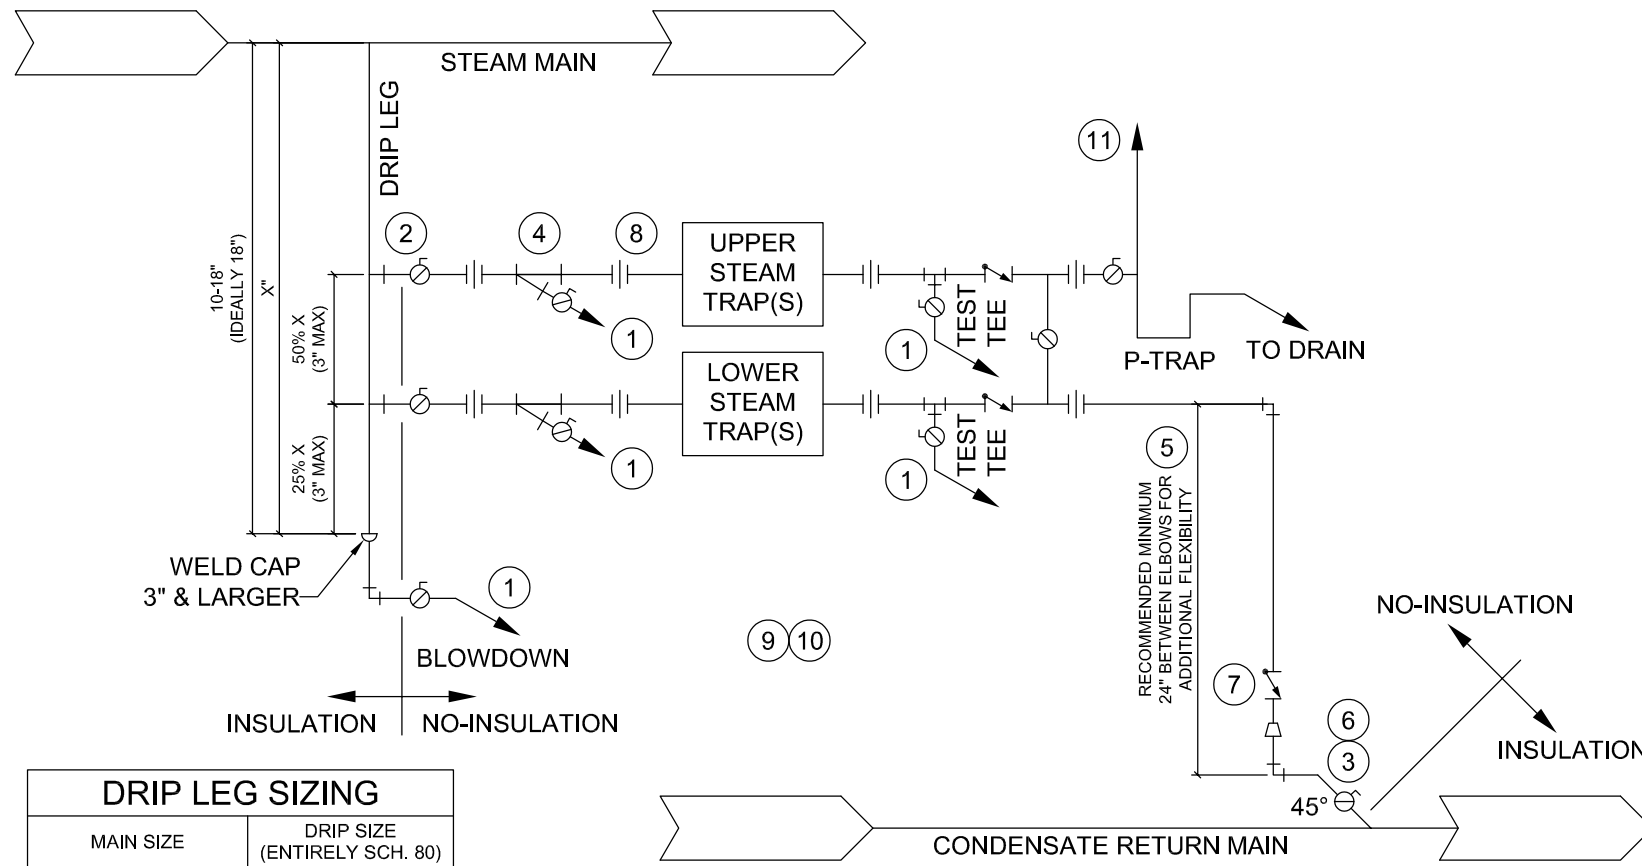 STEAM MAIN
DRIP LEG
10-18"
(IDEALLY 18")
X"
50% X
(3" MAX)
25% X
(3" MAX)
2
4
8
11
UPPER
STEAM
TRAP(S)
1
1
TEST
TEE
P-TRAP
TO DRAIN
LOWER
STEAM
TRAP(S)
1
1
TEST
TEE
5
RECOMMENDED MINIMUM
24" BETWEEN ELBOWS FOR
ADDITIONAL FLEXIBILITY
WELD CAP
3" & LARGER
1
BLOWDOWN
9
10
INSULATION
NO-INSULATION
NO-INSULATION
INSULATION
7
6
3
45°
CONDENSATE RETURN MAIN
DRIP LEG SIZING
MAIN SIZE
DRIP SIZE
(ENTIRELY SCH. 80)